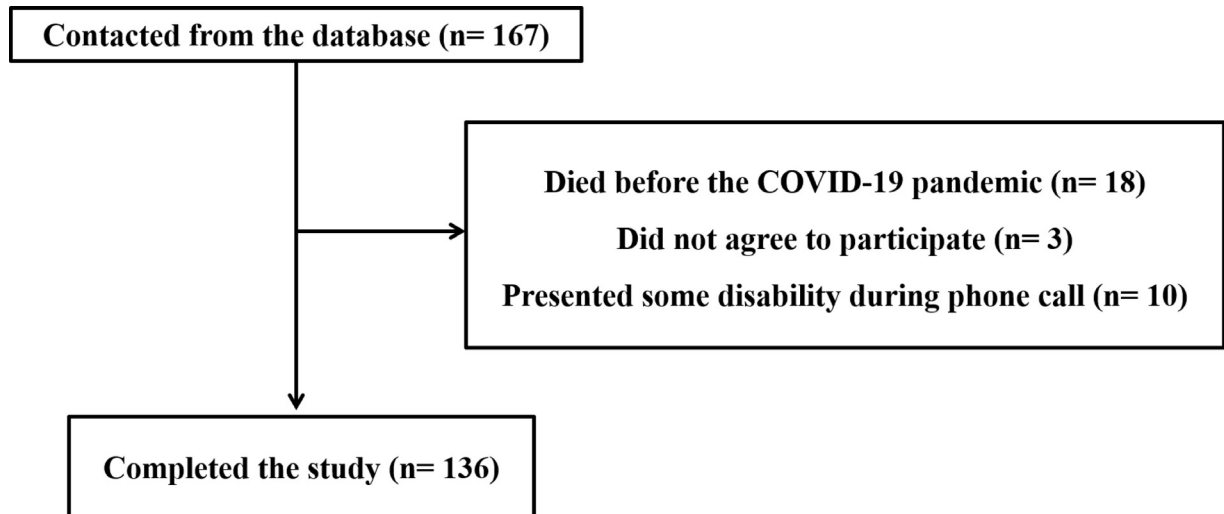 Contacted from the database (n= 167)
Died before the COVID-19 pandemic (n= 18)
Did not agree to participate (n= 3)
Presented some disability during phone call (n= 10)
Completed the study (n= 136)